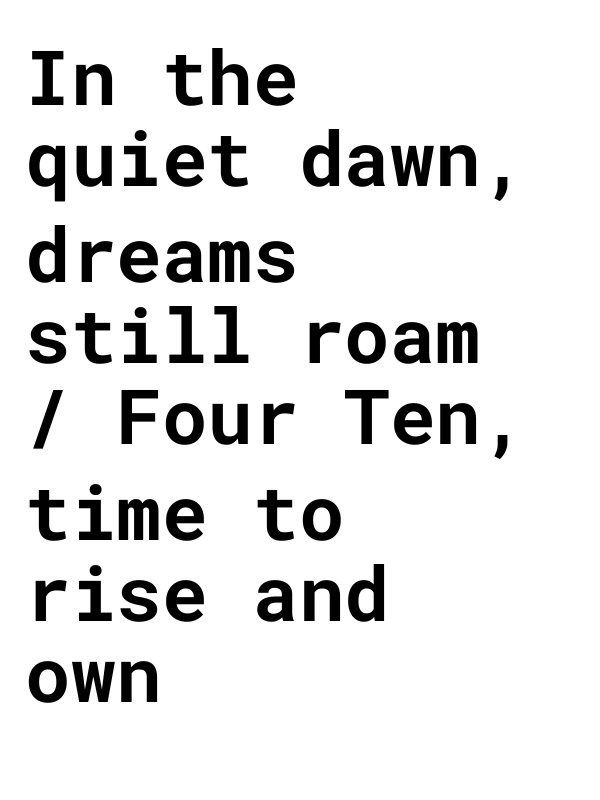 In the
quiet dawn,
dreams
still roam
/ Four Ten,
time to
rise and
own